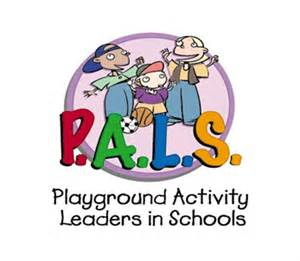 P.A.L.S.
Playground Activity
Leaders in Schools